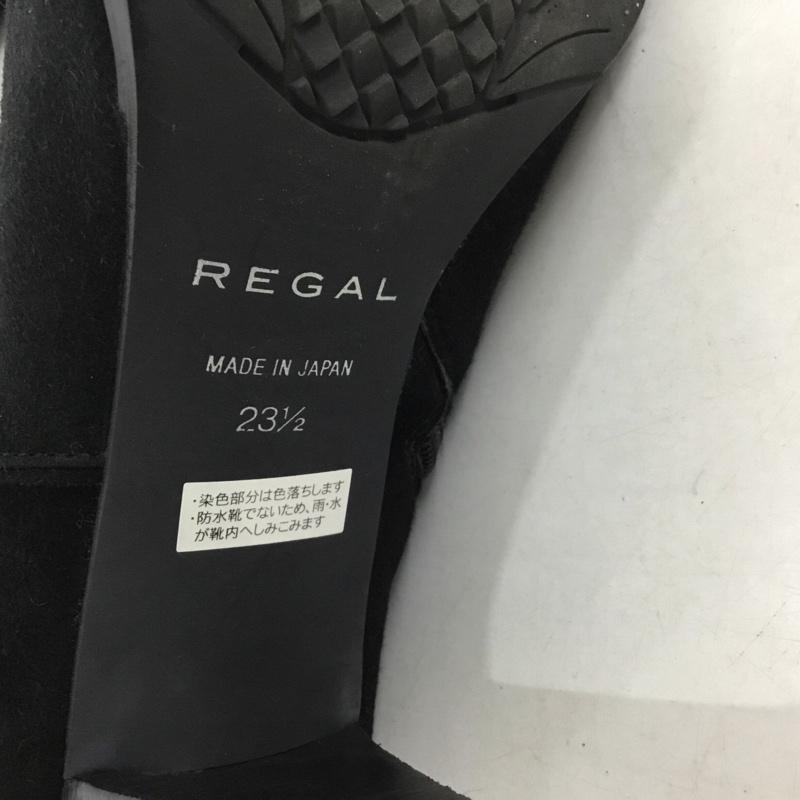 REGAL
MADE IN JAPAN
23½
・染色部分は色落ちします
・防水靴でないため、雨・水
が靴内へしみこみます